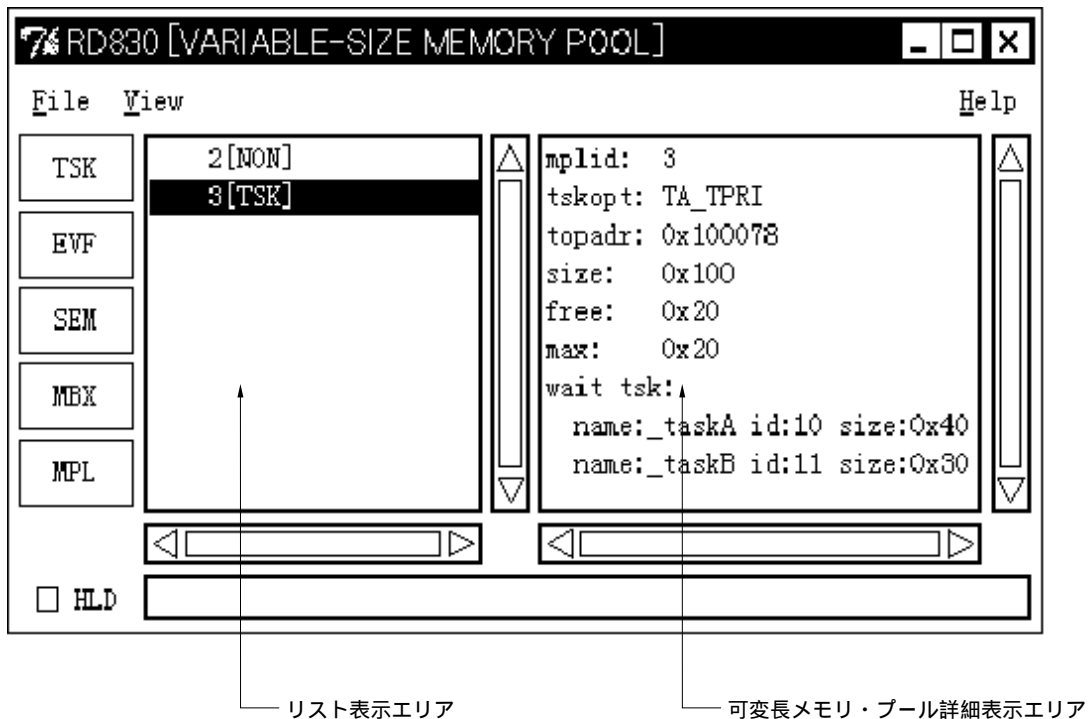 RD830 [VARIABLE-SIZE MEMORY POOL]
File View Help
TSK
EVF
SEM
MBX
MPL
2[NON]
3[TSK]
mplid: 3
tskopt: TA_TPRI
topadr: 0x100078
size: 0x100
free: 0x20
max: 0x20
wait tsk:
name:_taskA id:10 size:0x40
name:_taskB id:11 size:0x30
HLD
リスト表示エリア
可変長メモリ・プール詳細表示エリア